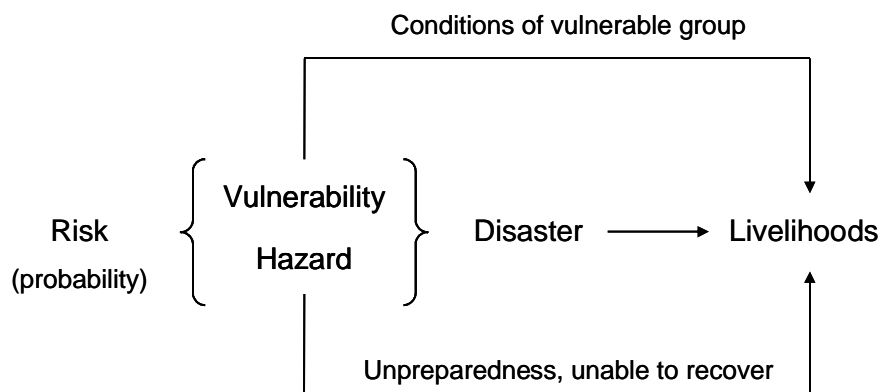 Conditions of vulnerable group
Vulnerability
Risk
(probability)
Hazard
Disaster
Livelihoods
Unpreparedness, unable to recover